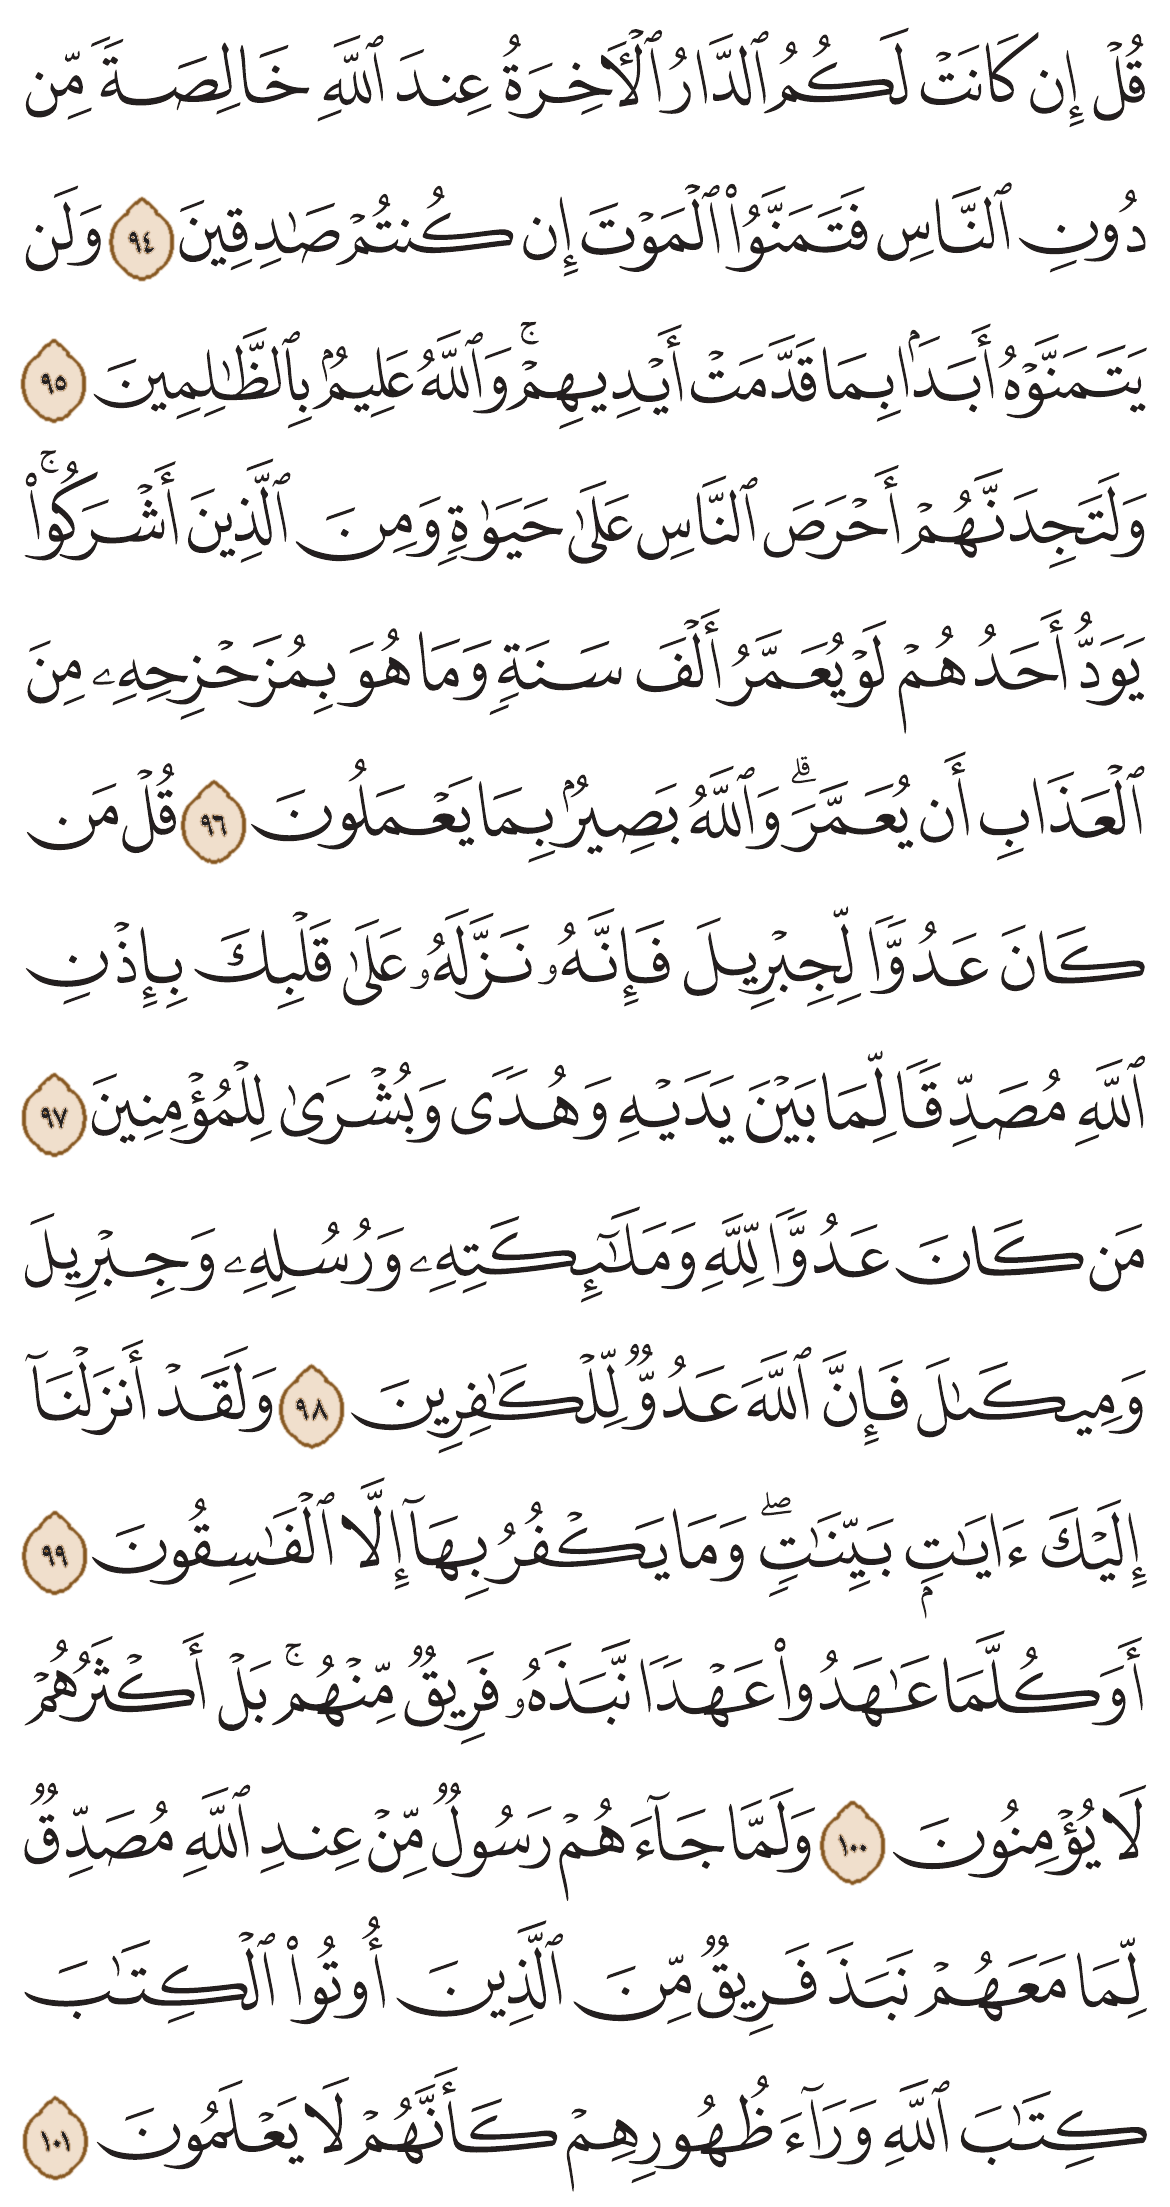 قُلْ إِن كَانَتْ لَكُمُ ٱلدَّارُ ٱلْأَخِرَةُ عِندَ ٱللَّهِ خَالِصَةً مِّن
دُونِ ٱلنَّاسِ فَتَمَنَّوُا۟ ٱلْمَوْتَ إِن كُنتُمْ صَٰدِقِينَ ٩٤ وَلَن
يَتَمَنَّوْهُ أَبَدَۢا بِمَا قَدَّمَتْ أَيْدِيهِمْۚ وَٱللَّهُ عَلِيمُۢ بِٱلظَّٰلِمِينَ ٩٥
وَلَتَجِدَنَّهُمْ أَحْرَصَ ٱلنَّاسِ عَلَىٰ حَيَوٰةٍ وَمِنَ ٱلَّذِينَ أَشْرَكُوا۟ۚ
يَوَدُّ أَحَدُهُمْ لَوْ يُعَمَّرُ أَلْفَ سَنَةٍ وَمَا هُوَ بِمُزَحْزِحِهِۦ مِنَ
ٱلْعَذَابِ أَن يُعَمَّرَۗ وَٱللَّهُ بَصِيرُۢ بِمَا يَعْمَلُونَ ٩٦ قُلْ مَن
كَانَ عَدُوًّا لِّجِبْرِيلَ فَإِنَّهُۥ نَزَّلَهُۥ عَلَىٰ قَلْبِكَ بِإِذْنِ
ٱللَّهِ مُصَدِّقًا لِّمَا بَيْنَ يَدَيْهِ وَهُدًى وَبُشْرَىٰ لِلْمُؤْمِنِينَ ٩٧
مَن كَانَ عَدُوًّا لِّلَّهِ وَمَلَٰٓئِكَتِهِۦ وَرُسُلِهِۦ وَجِبْرِيلَ
وَمِيكَىٰلَ فَإِنَّ ٱللَّهَ عَدُوٌّ لِّلْكَٰفِرِينَ ٩٨ وَلَقَدْ أَنزَلْنَآ
إِلَيْكَ ءَايَٰتِۭ بَيِّنَٰتٍۖ وَمَا يَكْفُرُ بِهَآ إِلَّا ٱلْفَٰسِقُونَ ٩٩
أَوَكُلَّمَا عَٰهَدُوا۟ عَهْدًا نَّبَذَهُۥ فَرِيقٌ مِّنْهُمۚ بَلْ أَكْثَرُهُمْ
لَا يُؤْمِنُونَ ١٠٠ وَلَمَّا جَآءَهُمْ رَسُولٌ مِّنْ عِندِ ٱللَّهِ مُصَدِّقٌ
لِّمَا مَعَهُمْ نَبَذَ فَرِيقٌ مِّنَ ٱلَّذِينَ أُوتُوا۟ ٱلْكِتَٰبَ
كِتَٰبَ ٱللَّهِ وَرَآءَ ظُهُورِهِمْ كَأَنَّهُمْ لَا يَعْلَمُونَ ١٠١